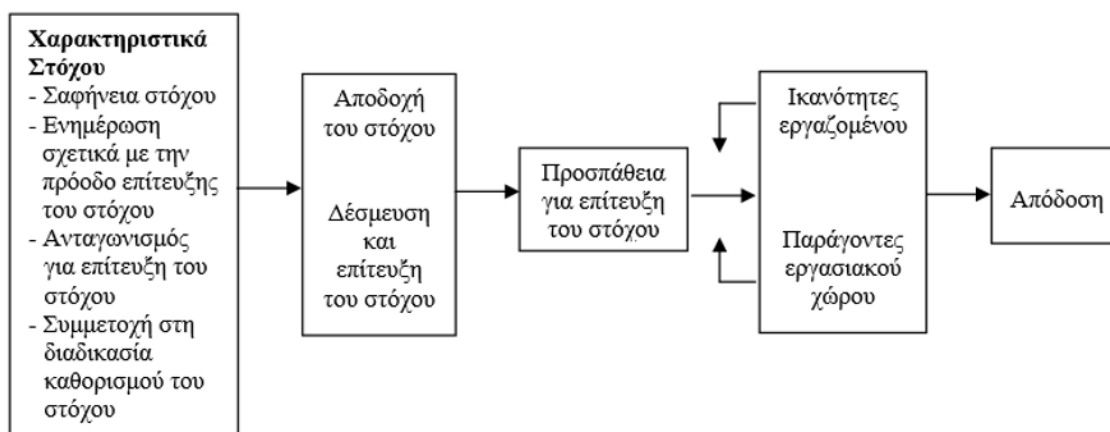 Χαρακτηριστικά
Στόχου
- Σαφήνεια στόχου
- Ενημέρωση
σχετικά με την
πρόοδο επίτευξης
του στόχου
- Ανταγωνισμός
για επίτευξη του
στόχου
- Συμμετοχή στη
διαδικασία
καθορισμού του
στόχου
Αποδοχή
του στόχου
Δέσμευση
και
επίτευξη
του στόχου
Προσπάθεια
για επίτευξη
του στόχου
Ικανότητες
εργαζομένου
Παράγοντες
εργασιακού
χώρου
Απόδοση